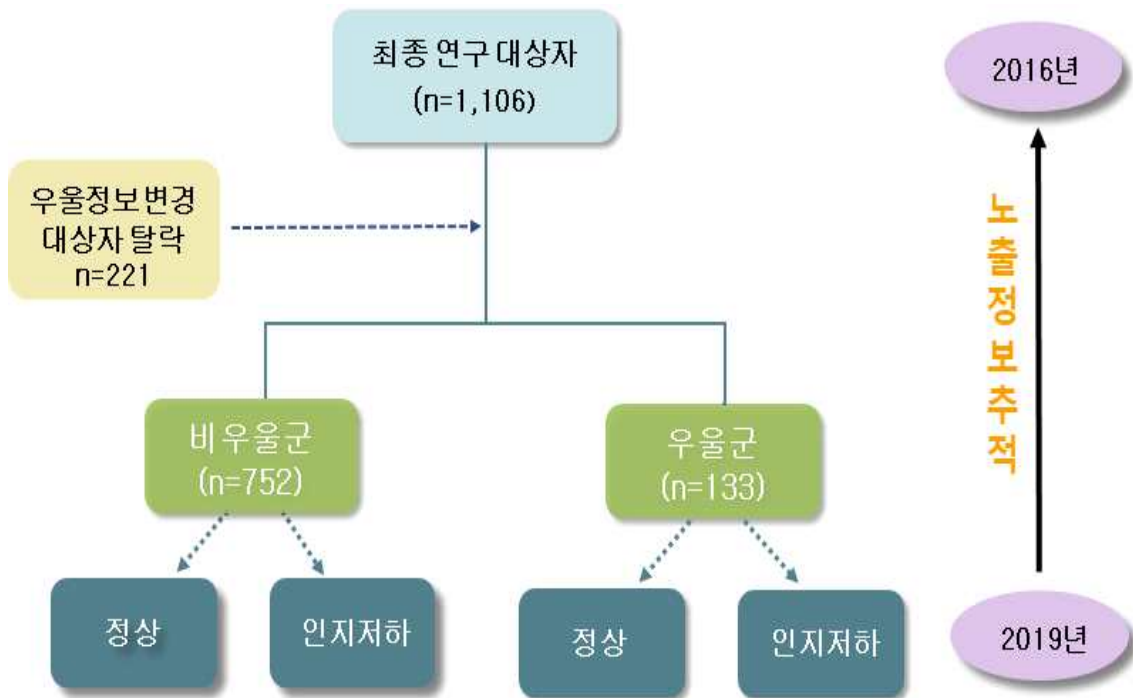 최종 연구 대상자
(n=1,106)
2016년
우울정보변경
대상자 탈락
n=221
노출정보추적
비우울군
(n=752)
우울군
(n=133)
정상
인지저하
정상
인지저하
2019년